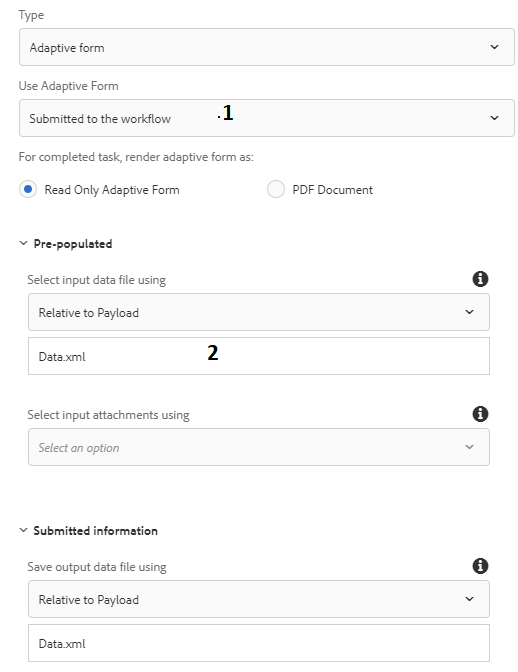 Type
Adaptive form
Use Adaptive Form
Submitted to the workflow .1
For completed task, render adaptive form as:
Read Only Adaptive Form PDF Document
Pre-populated
Select input data file using
Relative to Payload
Data.xml 2
Select input attachments using
Select an option
Submitted information
Save output data file using
Relative to Payload
Data.xml